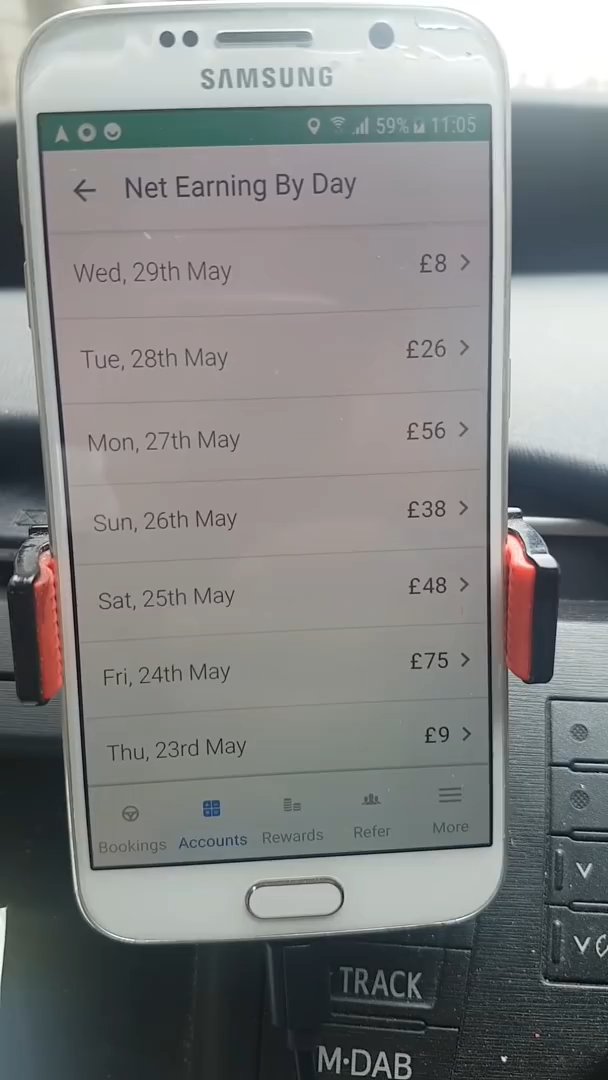 SAMSUNG
59% 11:05
Net Earning By Day
Wed, 29th May £8
Tue, 28th May £26
Mon, 27th May £56
Sun, 26th May £38
Sat, 25th May £48
Fri, 24th May £75
Thu, 23rd May £9
Bookings Accounts Rewards Refer More
TRACK
M·DAB